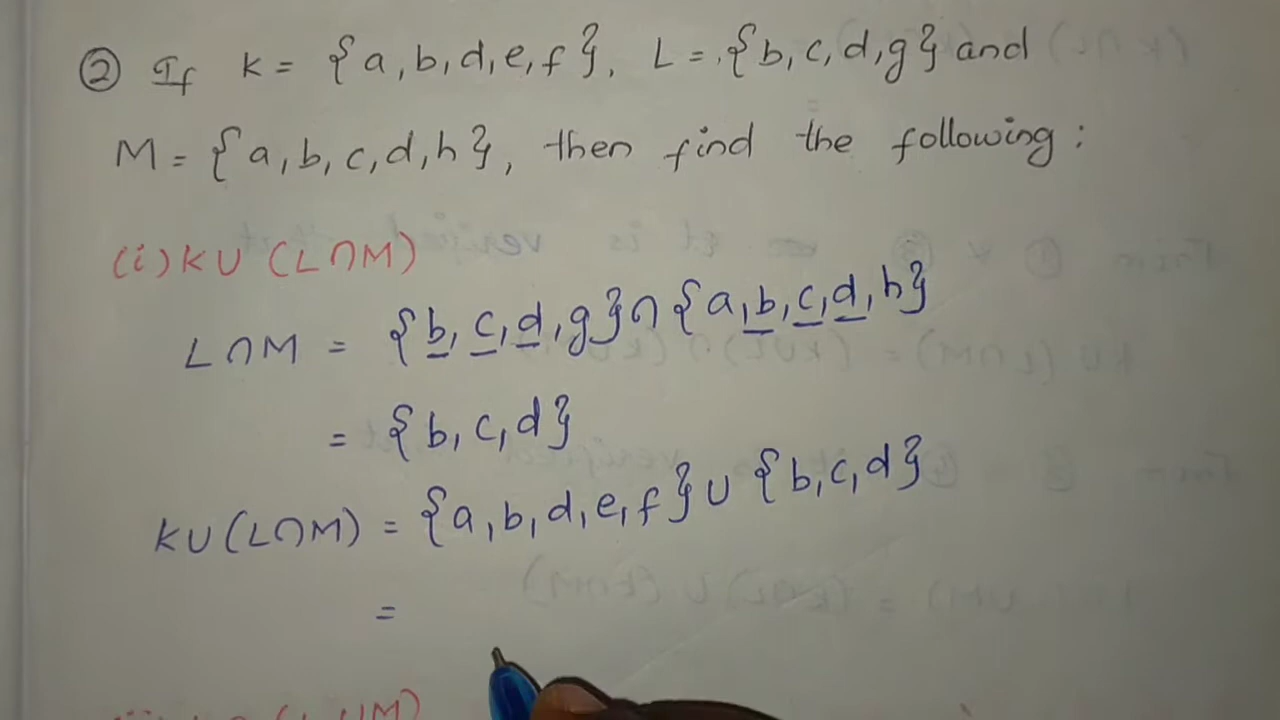 ② If K = {a, b, d, e, f}, L = {b, c, d, g} and
M = {a, b, c, d, h}, then find the following :
(i) K∪(L∩M)
L∩M = {b, c, d, g}∩{a, b, c, d, h}
= {b, c, d}
K∪(L∩M) = {a, b, d, e, f}∪{b, c, d}
=